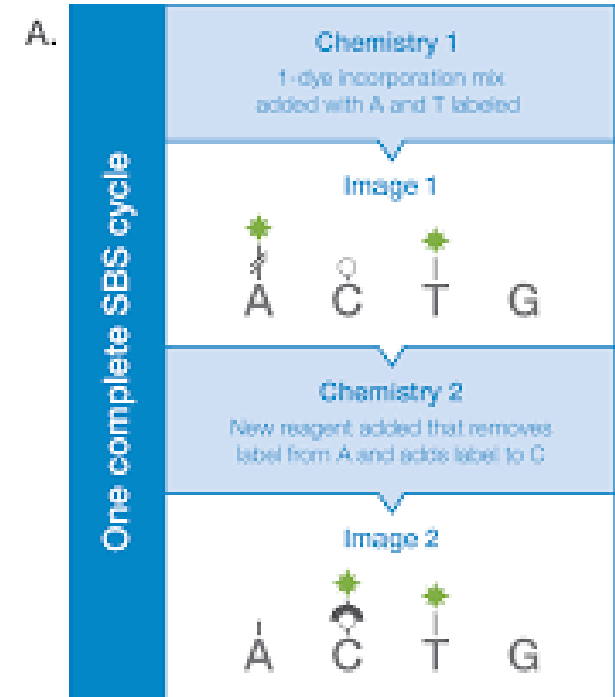 A.
One complete SBS cycle
Chemistry 1
1-dye incorporation mix
added with A and T labeled
Image 1
A C T G
Chemistry 2
New reagent added that removes
label from A and adds label to C
Image 2
A C T G